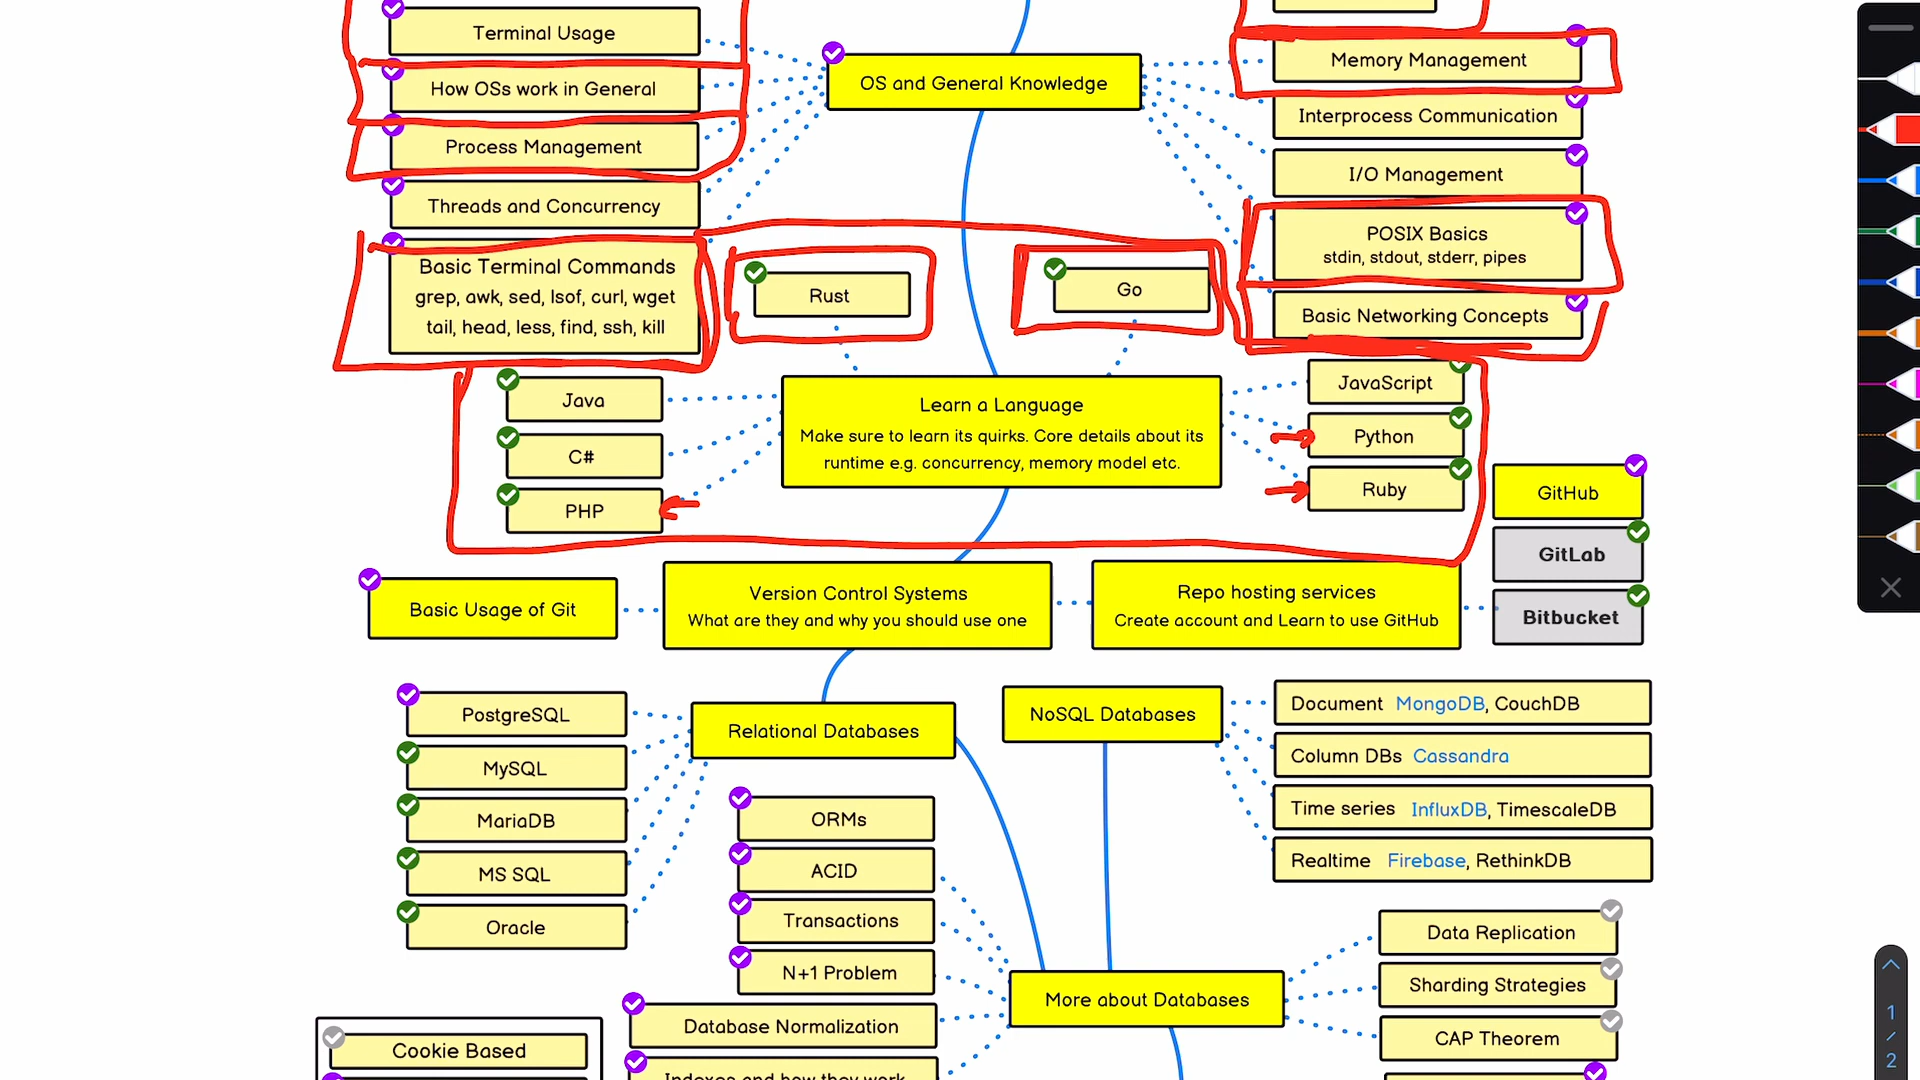 Terminal Usage
How OSs work in General
Process Management
Threads and Concurrency
Basic Terminal Commands
grep, awk, sed, lsof, curl, wget
tail, head, less, find, ssh, kill
OS and General Knowledge
Memory Management
Interprocess Communication
I/O Management
POSIX Basics
stdin, stdout, stderr, pipes
Basic Networking Concepts
Rust
Go
Java
C#
PHP
Learn a Language
Make sure to learn its quirks. Core details about its
runtime e.g. concurrency, memory model etc.
JavaScript
Python
Ruby
GitHub
GitLab
Bitbucket
Basic Usage of Git
Version Control Systems
What are they and why you should use one
Repo hosting services
Create account and Learn to use GitHub
PostgreSQL
MySQL
MariaDB
MS SQL
Oracle
Relational Databases
NoSQL Databases
Document MongoDB, CouchDB
Column DBs Cassandra
Time series InfluxDB, TimescaleDB
Realtime Firebase, RethinkDB
ORMs
ACID
Transactions
N+1 Problem
Database Normalization
Indexes and how they work
More about Databases
Data Replication
Sharding Strategies
CAP Theorem
Cookie Based
1
/
2